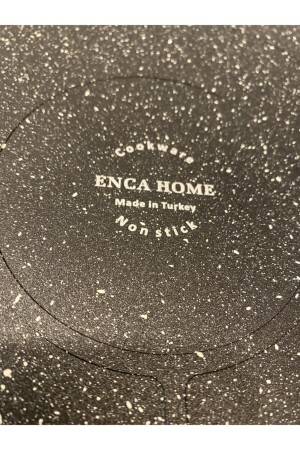 Cookware
ENCA HOME
Made in Turkey
Non stick